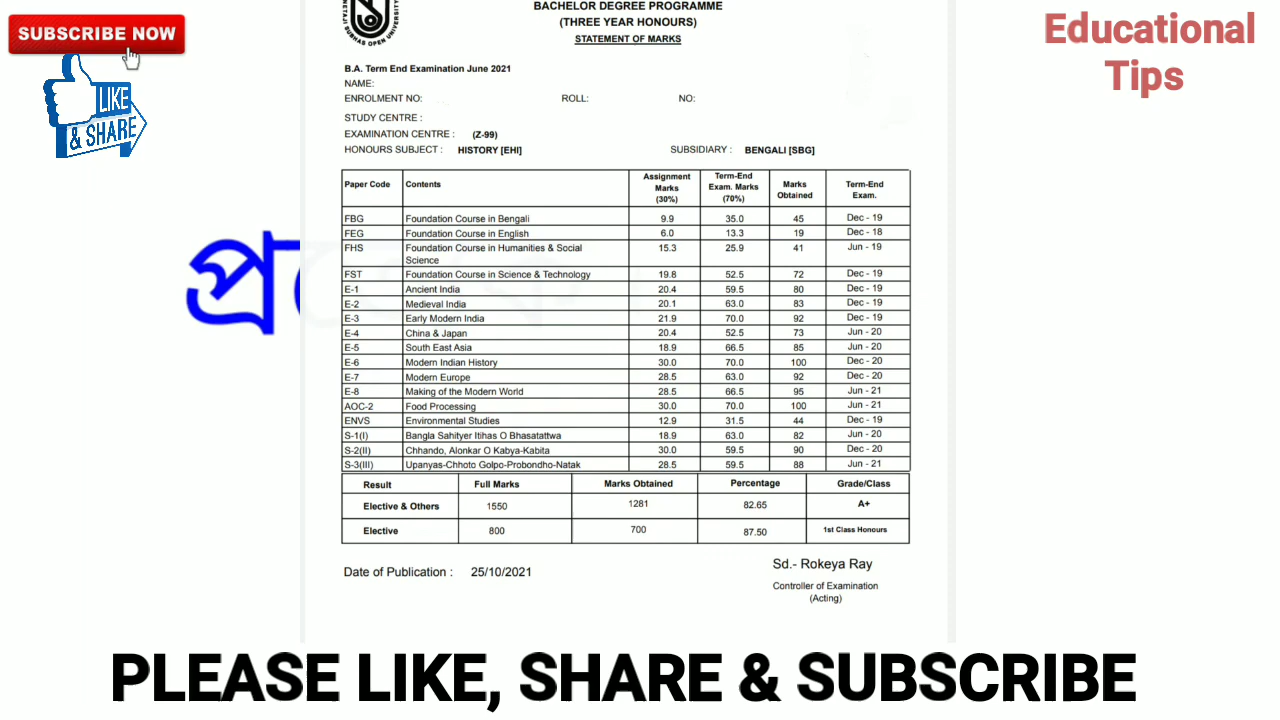 SUBSCRIBE NOW
LIKE
& SHARE
Educational
Tips
NETAJI SUBHAS OPEN UNIVERSITY
BACHELOR DEGREE PROGRAMME
(THREE YEAR HONOURS)
STATEMENT OF MARKS
B.A. Term End Examination June 2021
NAME:
ENROLMENT NO: ROLL: NO:
STUDY CENTRE :
EXAMINATION CENTRE : (Z-99)
HONOURS SUBJECT : HISTORY [EHI] SUBSIDIARY : BENGALI [SBG]
Paper Code Contents Assignment Marks (30%) Term-End Exam. Marks (70%) Marks Obtained Term-End Exam.
FBG Foundation Course in Bengali 9.9 35.0 45 Dec - 19
FEG Foundation Course in English 6.0 13.3 19 Dec - 18
FHS Foundation Course in Humanities & Social 15.3 25.9 41 Jun - 19
Science
FST Foundation Course in Science & Technology 19.8 52.5 72 Dec - 19
E-1 Ancient India 20.4 59.5 80 Dec - 19
E-2 Medieval India 20.1 63.0 83 Dec - 19
E-3 Early Modern India 21.9 70.0 92 Dec - 19
E-4 China & Japan 20.4 52.5 73 Jun - 20
E-5 South East Asia 18.9 66.5 85 Jun - 20
E-6 Modern Indian History 30.0 70.0 100 Dec - 20
E-7 Modern Europe 28.5 63.0 92 Dec - 20
E-8 Making of the Modern World 28.5 66.5 95 Jun - 21
AOC-2 Food Processing 30.0 70.0 100 Jun - 21
ENVS Environmental Studies 12.9 31.5 44 Dec - 19
S-1(I) Bangla Sahityer Itihas O Bhasatattwa 18.9 63.0 82 Jun - 20
S-2(II) Chhando, Alonkar O Kabya-Kabita 30.0 59.5 90 Dec - 20
S-3(III) Upanyas-Chhoto Golpo-Probondho-Natak 28.5 59.5 88 Jun - 21
Result Full Marks Marks Obtained Percentage Grade/Class
Elective & Others 1550 1281 82.65 A+
Elective 800 700 87.50 1st Class Honours
Date of Publication : 25/10/2021
Sd.- Rokeya Ray
Controller of Examination
(Acting)
PLEASE LIKE, SHARE & SUBSCRIBE